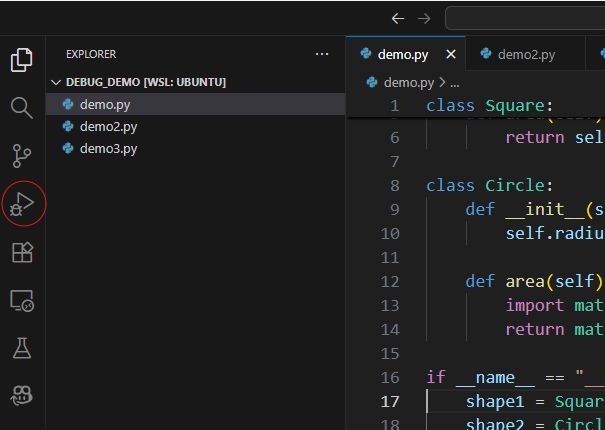 EXPLORER ...
DEBUG_DEMO [WSL: UBUNTU]
demo.py
demo2.py
demo3.py
demo.py × demo2.py
demo.py > ...
1 class Square:
6 return sel
7
8 class Circle:
9 def __init__(s
10 self.radiu
11
12 def area(self)
13 import mat
14 return mat
15
16 if __name__ == "__
17 shape1 = Squar
18 shape2 = Circl